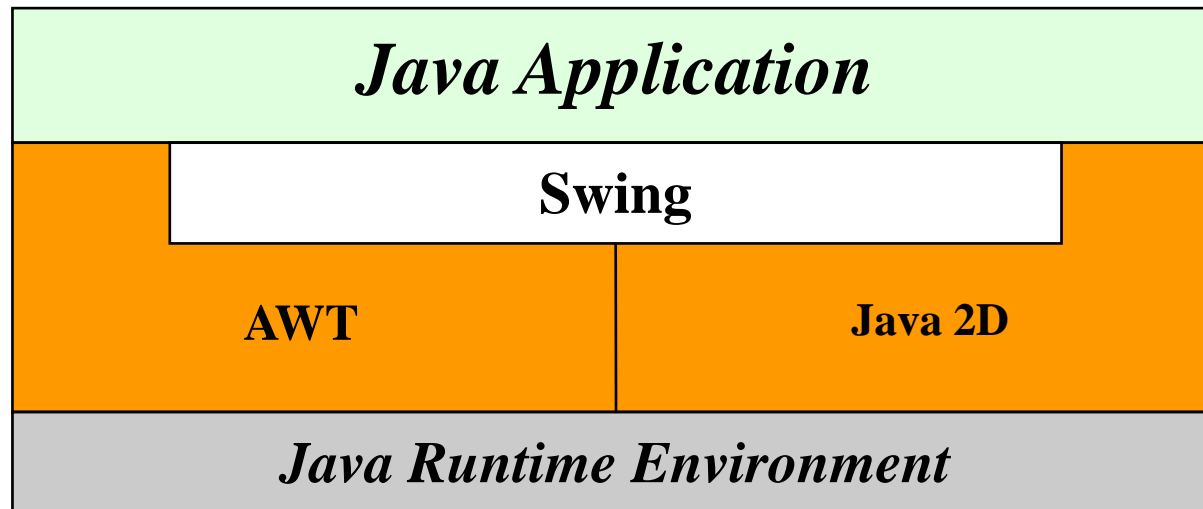 Java Application
Swing
AWT
Java 2D
Java Runtime Environment